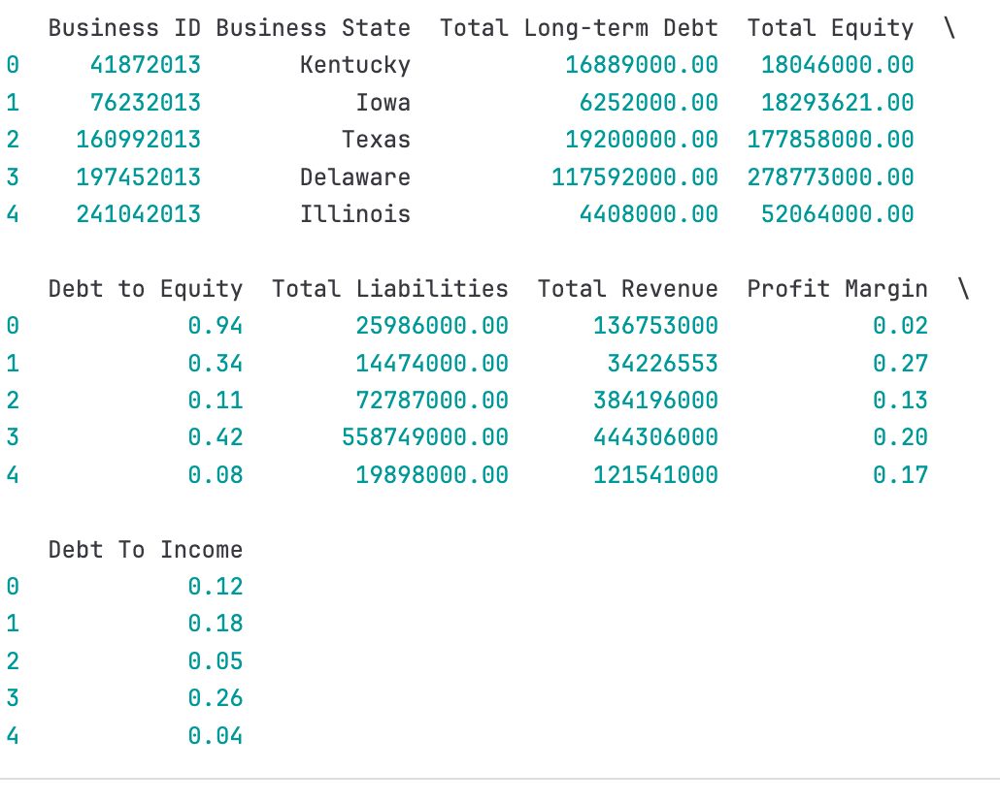 Business ID Business State Total Long-term Debt Total Equity \
0 41872013 Kentucky 16889000.00 18046000.00
1 76232013 Iowa 6252000.00 18293621.00
2 160992013 Texas 19200000.00 177858000.00
3 197452013 Delaware 117592000.00 278773000.00
4 241042013 Illinois 4408000.00 52064000.00
Debt to Equity Total Liabilities Total Revenue Profit Margin \
0 0.94 25986000.00 136753000 0.02
1 0.34 14474000.00 34226553 0.27
2 0.11 72787000.00 384196000 0.13
3 0.42 558749000.00 444306000 0.20
4 0.08 19898000.00 121541000 0.17
Debt To Income
0 0.12
1 0.18
2 0.05
3 0.26
4 0.04